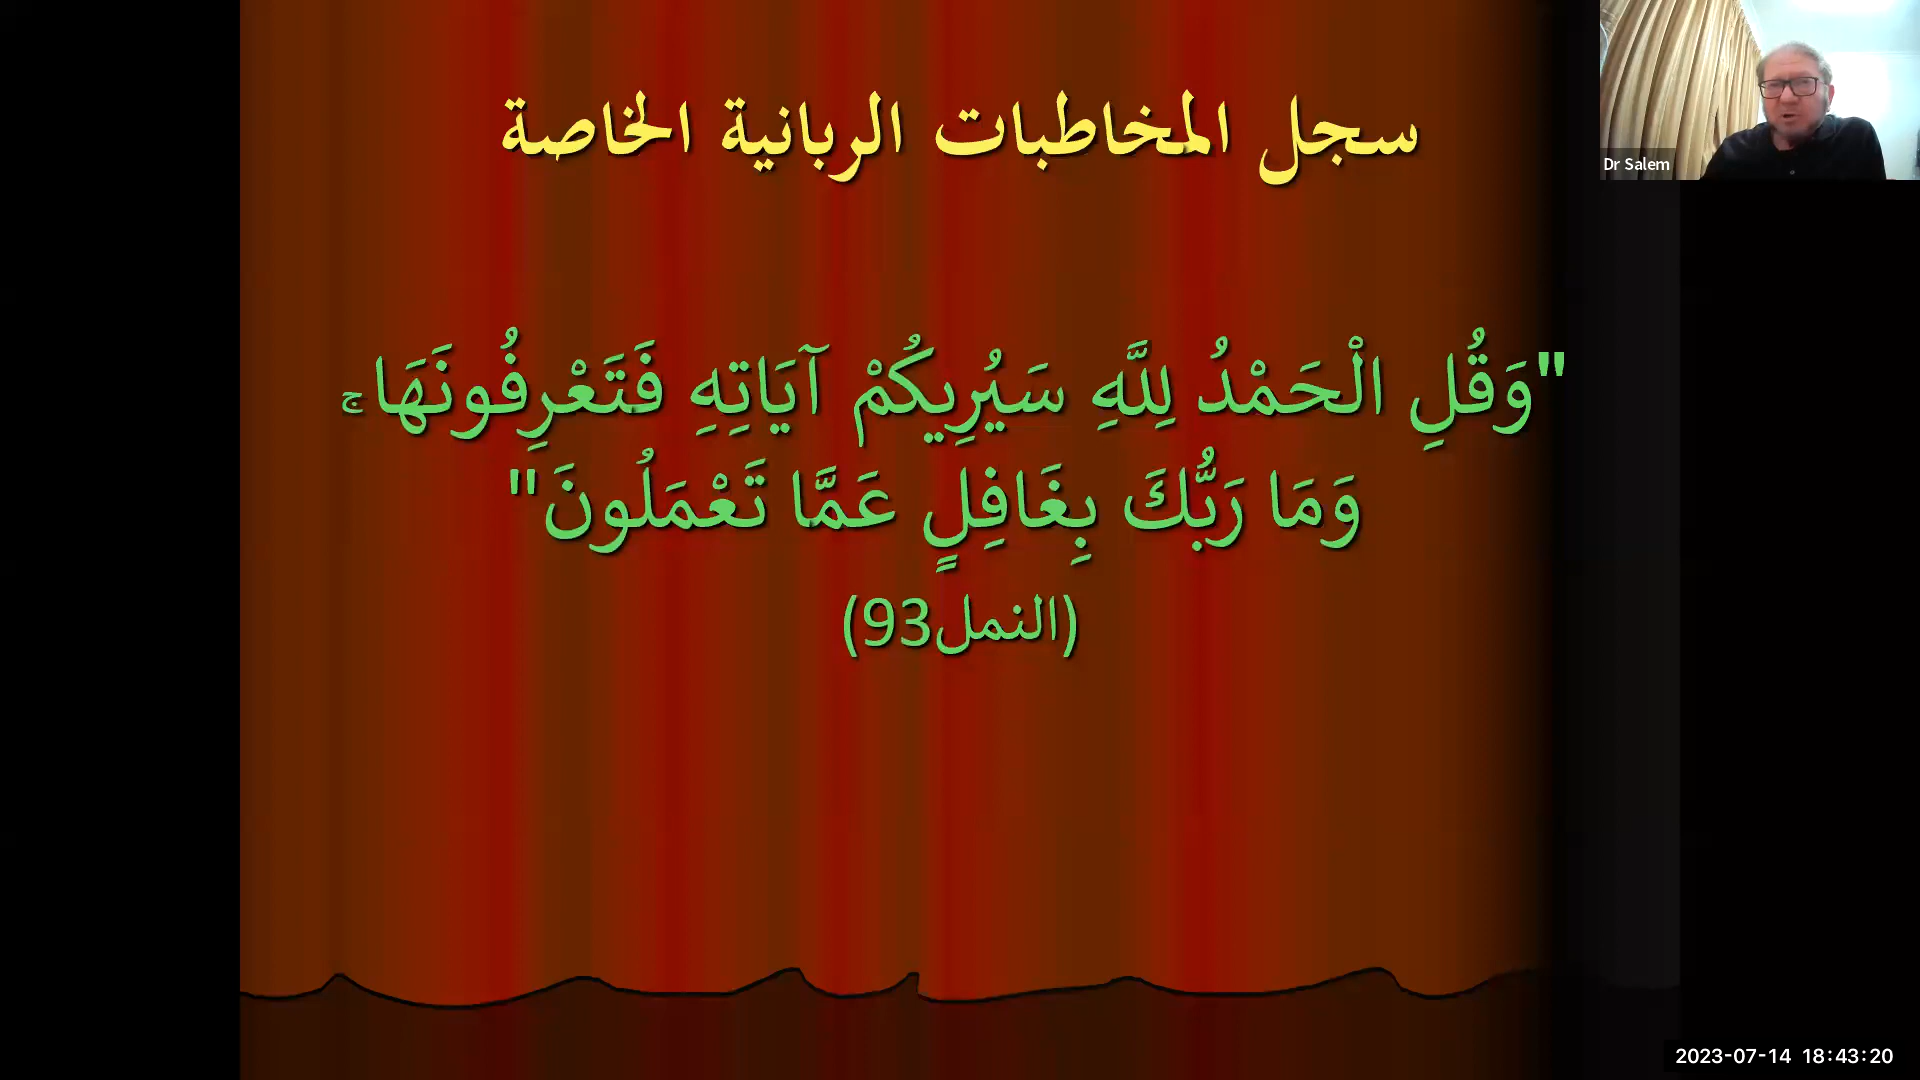 سجل المخاطبات الربانية الخاصة
"وَقُلِ الْحَمْدُ لِلَّهِ سَيُرِيكُمْ آيَاتِهِ فَتَعْرِفُونَهَا ۚ
وَمَا رَبُّكَ بِغَافِلٍ عَمَّا تَعْمَلُونَ"
(النمل93)
Dr Salem
2023-07-14 18:43:20